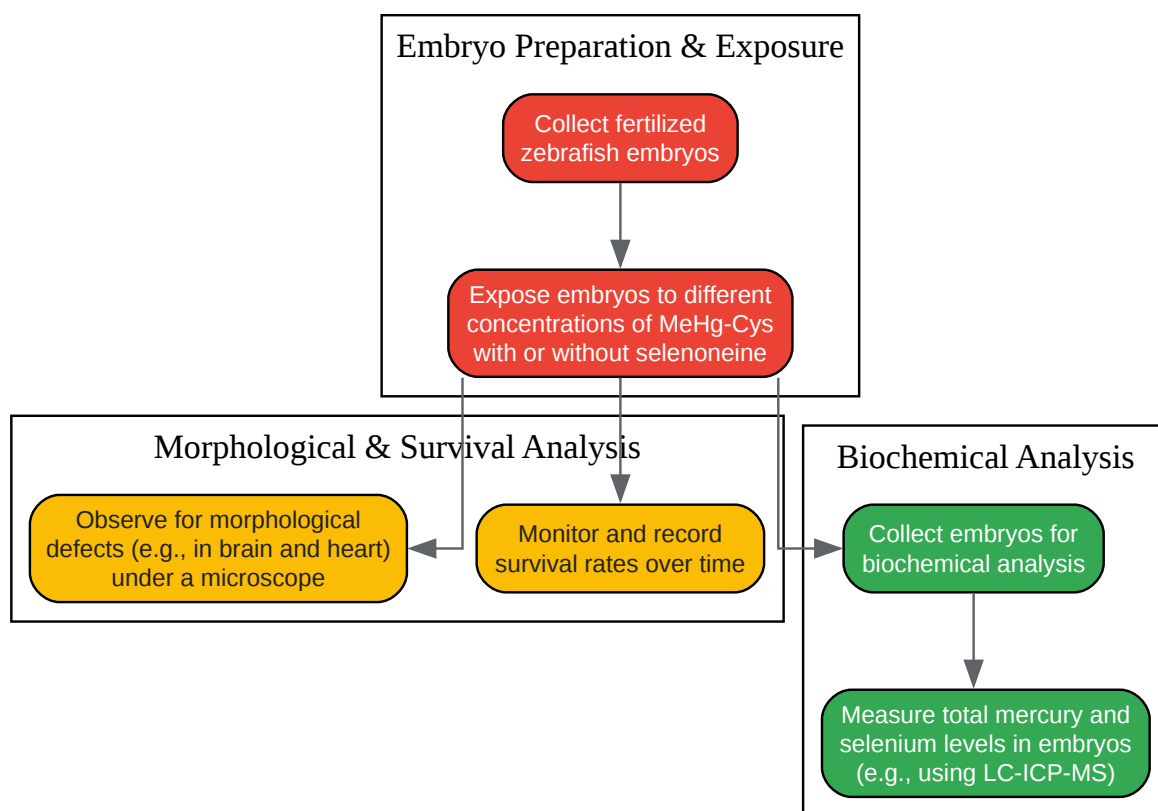 Embryo Preparation & Exposure
Collect fertilized
zebrafish embryos
Expose embryos to different
concentrations of MeHg-Cys
with or without selenoneine
Morphological & Survival Analysis
Observe for morphological
defects (e.g., in brain and heart)
under a microscope
Monitor and record
survival rates over time
Biochemical Analysis
Collect embryos for
biochemical analysis
Measure total mercury and
selenium levels in embryos
(e.g., using LC-ICP-MS)